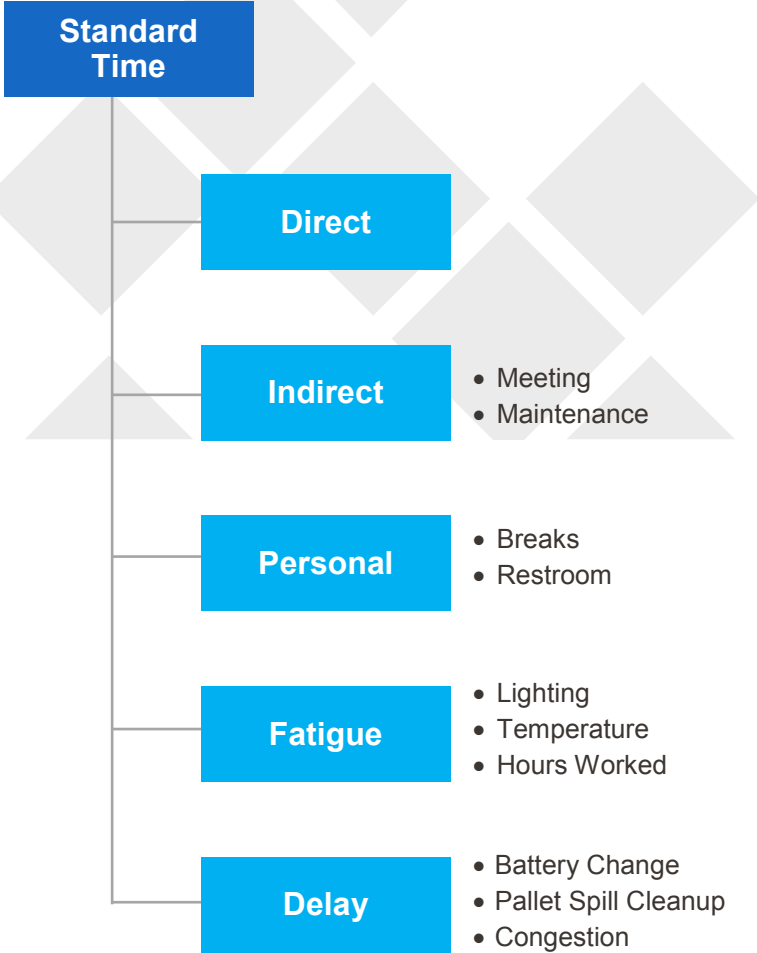 Standard
Time
Direct
Indirect
• Meeting
• Maintenance
Personal
• Breaks
• Restroom
Fatigue
• Lighting
• Temperature
• Hours Worked
Delay
• Battery Change
• Pallet Spill Cleanup
• Congestion